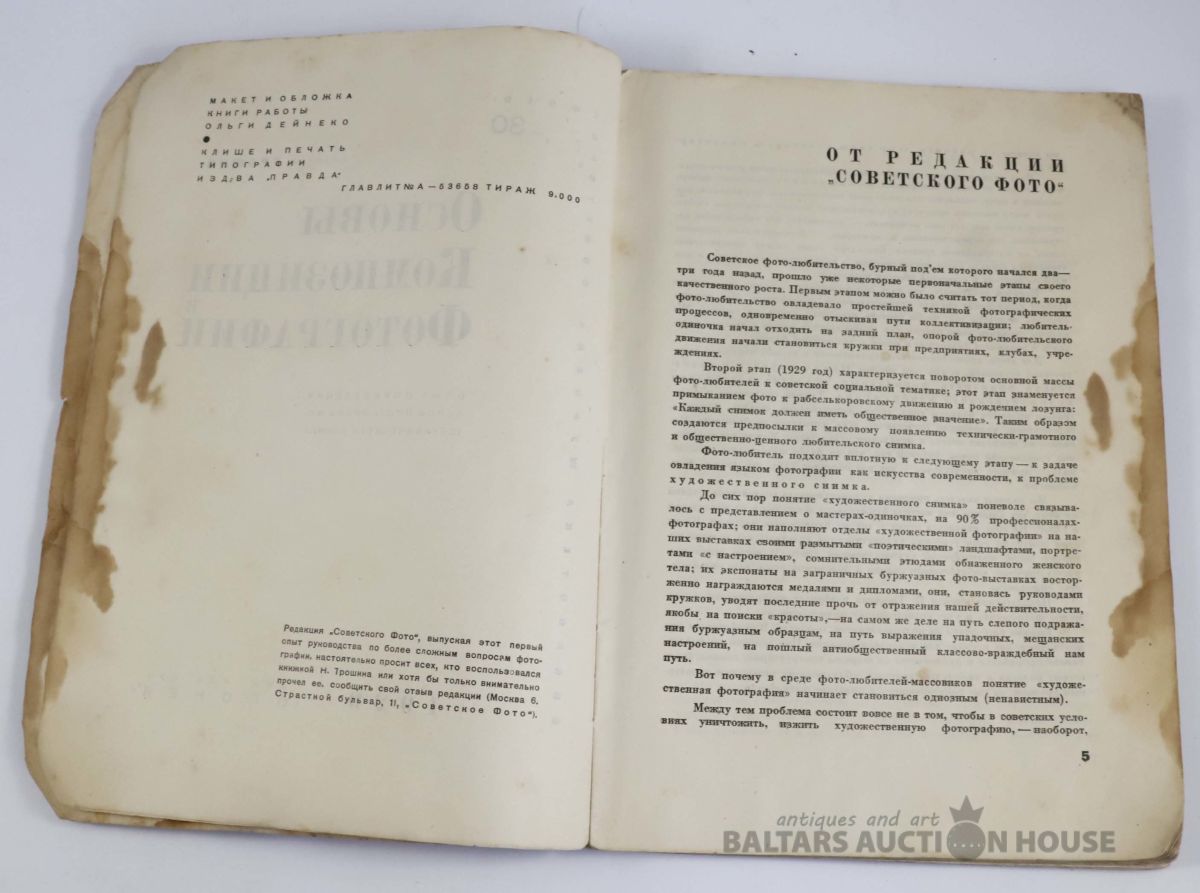 МАКЕТ И ОБЛОЖКА
КНИГИ РАБОТЫ
ОЛЬГИ ДЕЙНЕКО
●
КЛИШЕ И ПЕЧАТЬ
ТИПОГРАФИИ
ИЗД-ВА „ПРАВДА"
ГЛАВЛИТ № А — 53658 ТИРАЖ 9.000
Редакция „Советского Фото", выпуская этот первый
опыт руководства по более сложным вопросам фото-
графии, настоятельно просит всех, кто воспользовался
книжкой Н. Трошина или хотя бы только внимательно
прочел ее, сообщить свой отзыв редакции (Москва 6,
Страстной бульвар, 11, „Советское Фото").
ОТ РЕДАКЦИИ
„СОВЕТСКОГО ФОТО"
Советское фото-любительство, бурный под'ем которого начался два—
три года назад, прошло уже некоторые первоначальные этапы своего
качественного роста. Первым этапом можно было считать тот период, когда
фото-любительство овладевало простейшей техникой фотографических
процессов, одновременно отыскивая пути коллективизации; любитель-
одиночка начал отходить на задний план, опорой фото-любительского
движения начали становиться кружки при предприятиях, клубах, учре-
ждениях.
Второй этап (1929 год) характеризуется поворотом основной массы
фото-любителей к советской социальной тематике; этот этап знаменуется
примыканием фото к рабселькоровскому движению и рождением лозунга:
«Каждый снимок должен иметь общественное значение». Таким образом
создаются предпосылки к массовому появлению технически-грамотного
и общественно-ценного любительского снимка.
Фото-любитель подходит вплотную к следующему этапу — к задаче
овладения языком фотографии как искусства современности, к проблеме
художественного снимка.
До сих пор понятие «художественного снимка» поневоле связыва-
лось с представлением о мастерах-одиночках, на 90% профессионалах-
фотографах; они наполняют отделы «художественной фотографии» на на-
ших выставках своими размытыми «поэтическими» ландшафтами, портре-
тами «с настроением», сомнительными этюдами обнаженного женского
тела; их экспонаты на заграничных буржуазных фото-выставках востор-
женно награждаются медалями и дипломами, они, становясь руководами
кружков, уводят последние прочь от отражения нашей действительности,
якобы на поиски «красоты»,—на самом же деле на путь слепого подража-
ния буржуазным образцам, на путь выражения упадочных, мещанских
настроений, на пошлый антиобщественный классово-враждебный нам
путь.
Вот почему в среде фото-любителей-массовиков понятие «художе-
ственная фотография» начинает становиться одиозным (ненавистным).
Между тем проблема состоит вовсе не в том, чтобы в советских усло-
виях уничтожить, изжить художественную фотографию, — наоборот,
5
antiques and art
BALTARS AUCTION HOUSE